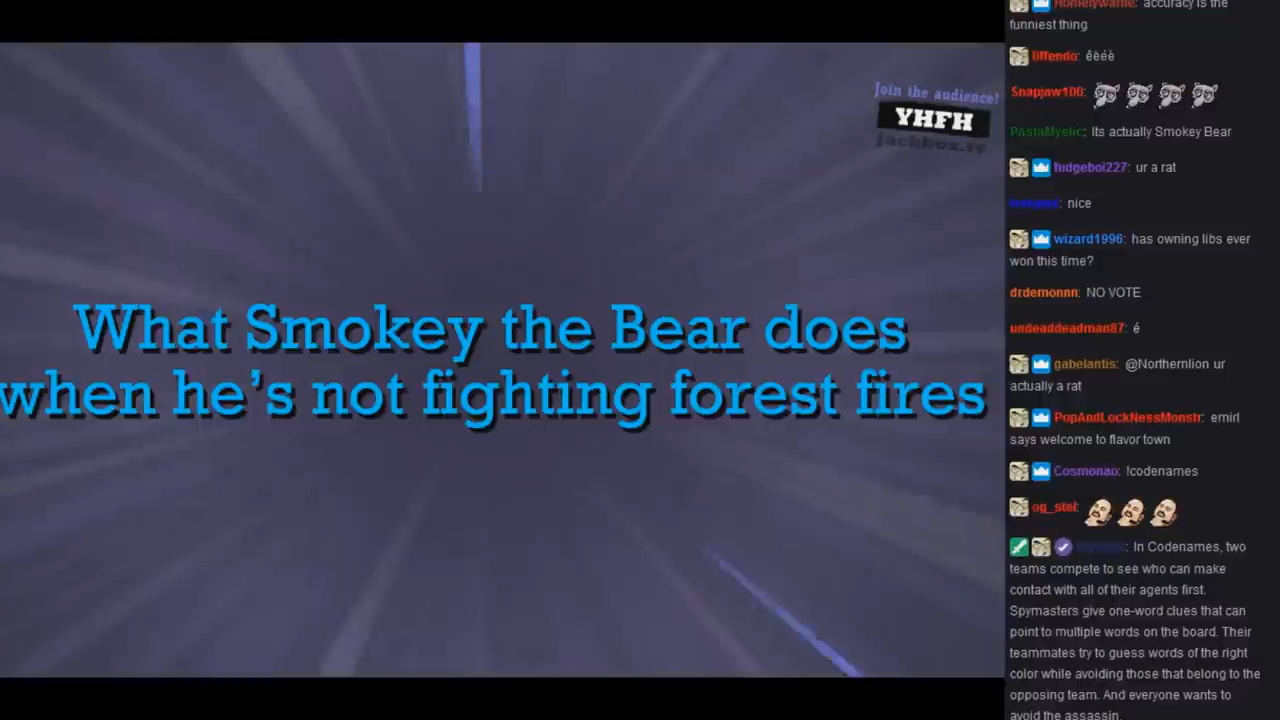 What Smokey the Bear does
when he's not fighting forest fires
Join the audience!
YHFH
jackbox.tv
Homelywaffle: accuracy is the
funniest thing
liffendo: êëéè
Snapjaw100:
PastaMystic: Its actually Smokey Bear
fudgeboi227: ur a rat
: nice
wizard1996: has owning libs ever
won this time?
drdemonnn: NO VOTE
undeaddeadman87: é
gabelantis: @Northernlion ur
actually a rat
PopAndLockNessMonstr: emirl
says welcome to flavor town
Cosmonao: !codenames
og_stel:
: In Codenames, two
teams compete to see who can make
contact with all of their agents first.
Spymasters give one-word clues that can
point to multiple words on the board. Their
teammates try to guess words of the right
color while avoiding those that belong to the
opposing team. And everyone wants to
avoid the assassin.